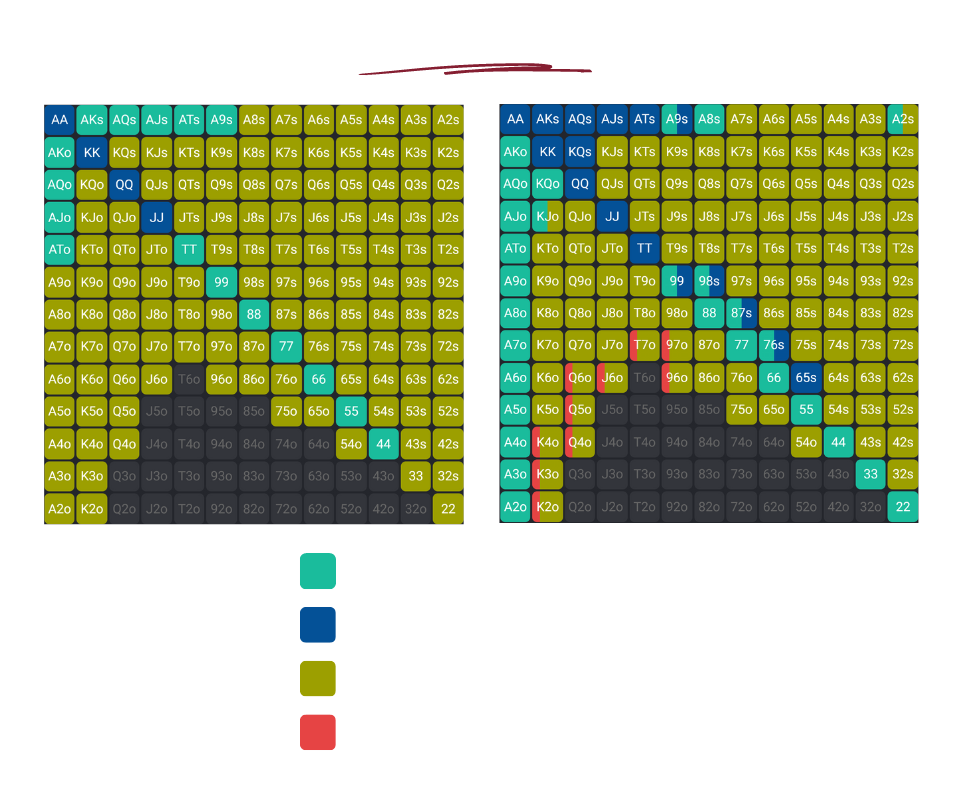 AA AKs AQs AJs ATs A9s A8s A7s A6s A5s A4s A3s A2s
AKo KK KQs KJs KTs K9s K8s K7s K6s K5s K4s K3s K2s
AQo KQo QQ QJs QTs Q9s Q8s Q7s Q6s Q5s Q4s Q3s Q2s
AJo KJo QJo JJ JTs J9s J8s J7s J6s J5s J4s J3s J2s
ATo KTo QTo JTo TT T9s T8s T7s T6s T5s T4s T3s T2s
A9o K9o Q9o J9o T9o 99 98s 97s 96s 95s 94s 93s 92s
A8o K8o Q8o J8o T8o 98o 88 87s 86s 85s 84s 83s 82s
A7o K7o Q7o J7o T7o 97o 87o 77 76s 75s 74s 73s 72s
A6o K6o Q6o J6o T6o 96o 86o 76o 66 65s 64s 63s 62s
A5o K5o Q5o J5o T5o 95o 85o 75o 65o 55 54s 53s 52s
A4o K4o Q4o J4o T4o 94o 84o 74o 64o 54o 44 43s 42s
A3o K3o Q3o J3o T3o 93o 83o 73o 63o 53o 43o 33 32s
A2o K2o Q2o J2o T2o 92o 82o 72o 62o 52o 42o 32o 22
AA AKs AQs AJs ATs A9s A8s A7s A6s A5s A4s A3s A2s
AKo KK KQs KJs KTs K9s K8s K7s K6s K5s K4s K3s K2s
AQo KQo QQ QJs QTs Q9s Q8s Q7s Q6s Q5s Q4s Q3s Q2s
AJo KJo QJo JJ JTs J9s J8s J7s J6s J5s J4s J3s J2s
ATo KTo QTo JTo TT T9s T8s T7s T6s T5s T4s T3s T2s
A9o K9o Q9o J9o T9o 99 98s 97s 96s 95s 94s 93s 92s
A8o K8o Q8o J8o T8o 98o 88 87s 86s 85s 84s 83s 82s
A7o K7o Q7o J7o T7o 97o 87o 77 76s 75s 74s 73s 72s
A6o K6o Q6o J6o T6o 96o 86o 76o 66 65s 64s 63s 62s
A5o K5o Q5o J5o T5o 95o 85o 75o 65o 55 54s 53s 52s
A4o K4o Q4o J4o T4o 94o 84o 74o 64o 54o 44 43s 42s
A3o K3o Q3o J3o T3o 93o 83o 73o 63o 53o 43o 33 32s
A2o K2o Q2o J2o T2o 92o 82o 72o 62o 52o 42o 32o 22